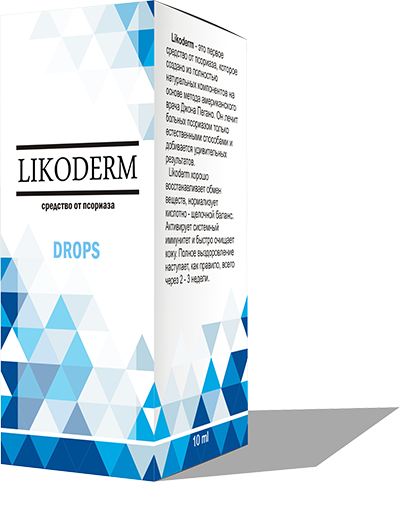 LIKODERM
средство от псориаза
DROPS
Likoderm - это первое
средство от псориаза, которое
создано из полностью
натуральных компонентов на
основе метода американского
врача Джона Пегано. Он лечит
больных псориазом только
естественными способами и
добивается удивительных
результатов.
Likoderm хорошо
восстанавливает обмен
веществ, нормализует
кислотно - щелочной баланс.
Активирует системный
иммунитет и быстро очищает
кожу. Полное выздоровление
наступает, как правило, всего
через 2 - 3 недели.
10 ml